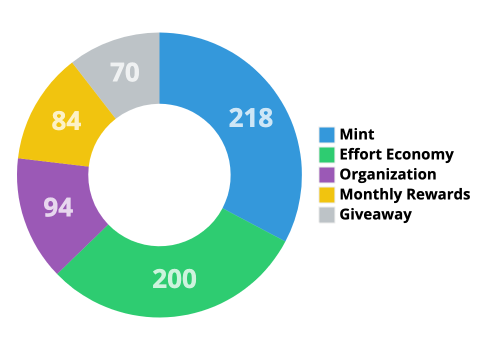 70
84
218
94
200
Mint
Effort Economy
Organization
Monthly Rewards
Giveaway